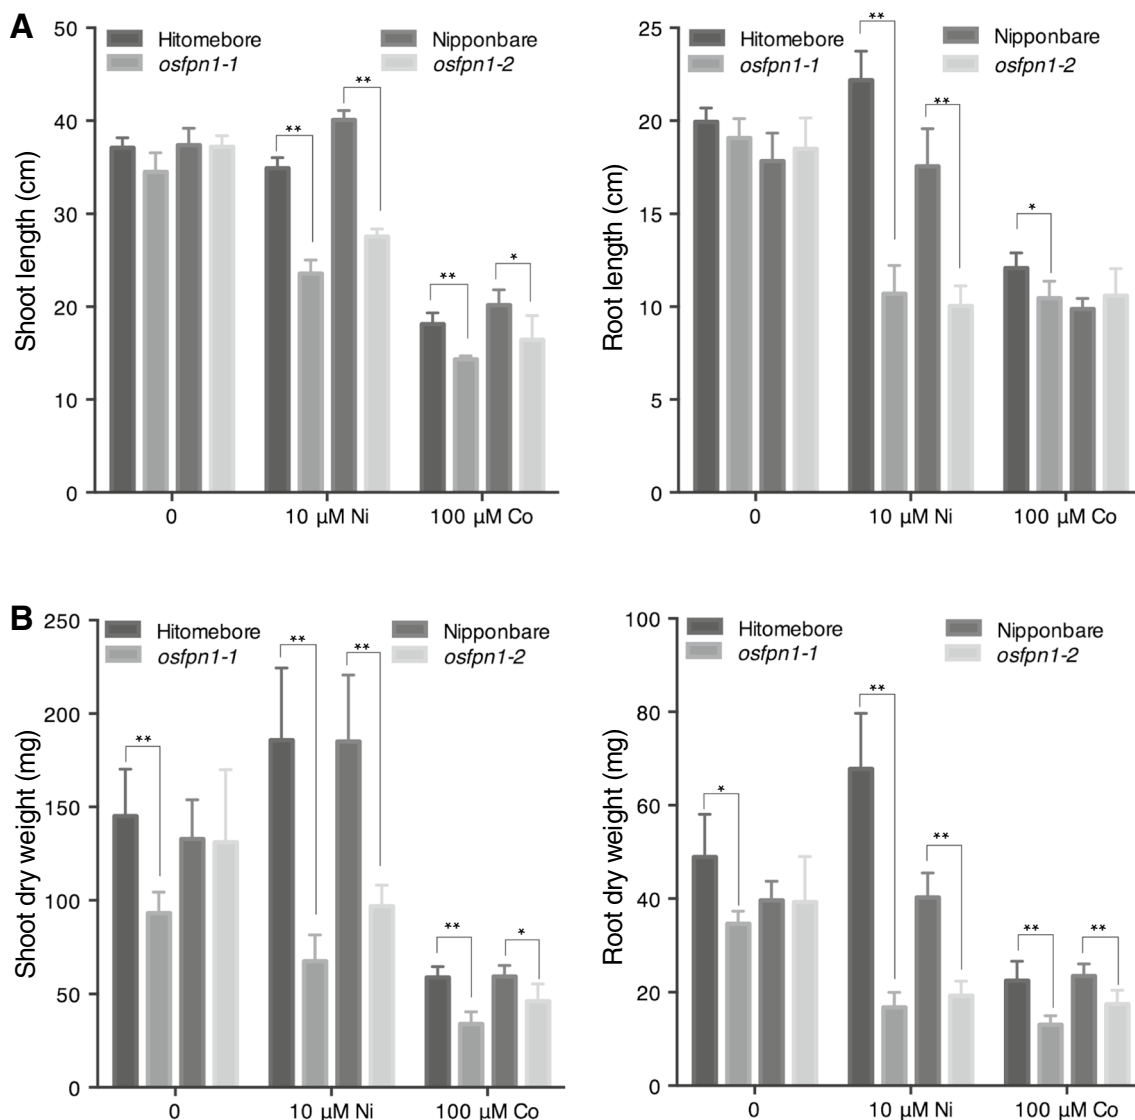 A
50
40
30
20
10
0
Shoot length (cm)
Hitomebore
osfpn1-1
Nipponbare
osfpn1-2
**
**
**
*
0
10 µM Ni
100 µM Co
25
20
15
10
5
0
Root length (cm)
Hitomebore
osfpn1-1
Nipponbare
osfpn1-2
**
**
*
0
10 µM Ni
100 µM Co
B
250
200
150
100
50
0
Shoot dry weight (mg)
Hitomebore
osfpn1-1
Nipponbare
osfpn1-2
**
**
**
**
*
0
10 µM Ni
100 µM Co
100
80
60
40
20
0
Root dry weight (mg)
Hitomebore
osfpn1-1
Nipponbare
osfpn1-2
*
**
**
**
**
0
10 µM Ni
100 µM Co